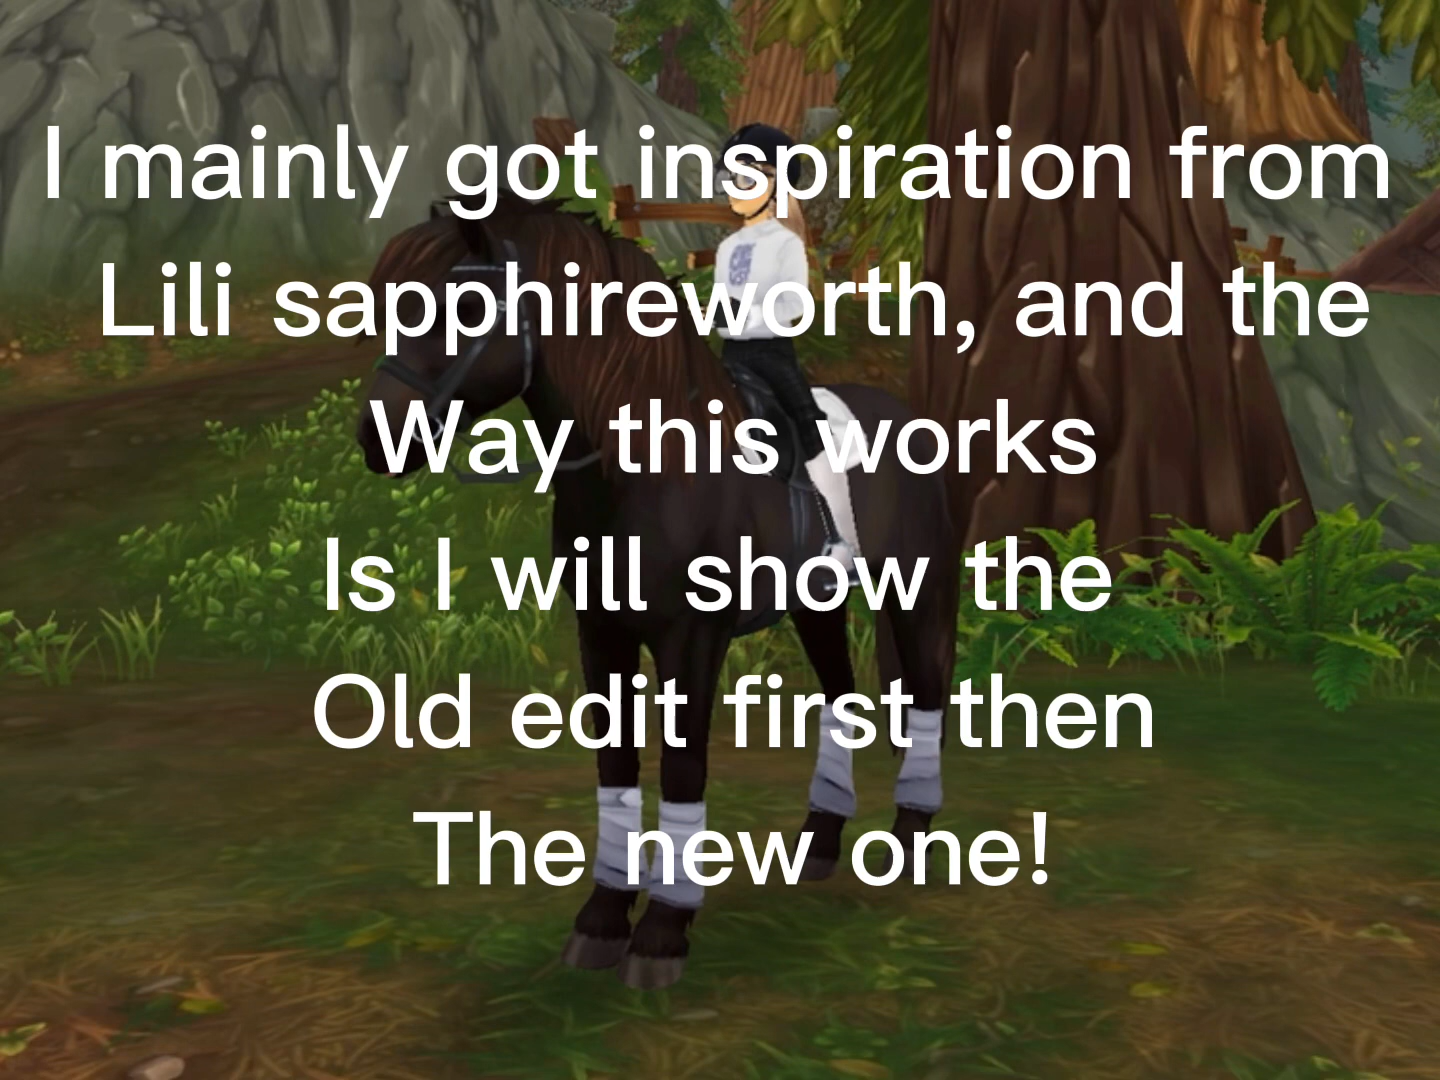 I mainly got inspiration from
Lili sapphireworth, and the
Way this works
Is I will show the
Old edit first then
The new one!